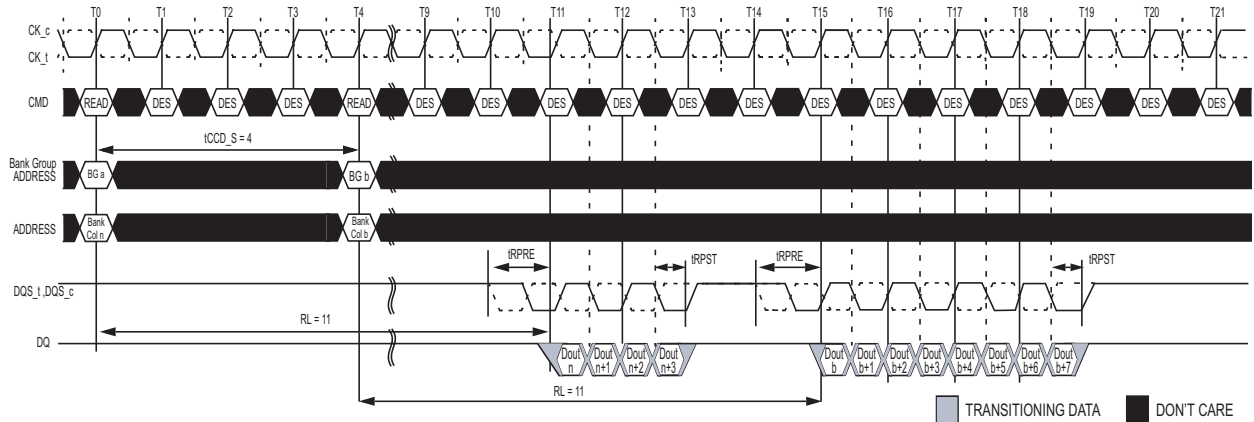 T0 T1 T2 T3 T4 T9 T10 T11 T12 T13 T14 T15 T16 T17 T18 T19 T20 T21
CK_c
CK_t
CMD READ DES DES DES READ DES DES DES DES DES DES DES DES DES DES DES DES DES
tCCD_S = 4
Bank Group
ADDRESS BG a BG b
ADDRESS Bank Col n Bank Col b
tRPRE tRPST tRPRE tRPST
DQS_t ,DQS_c
RL = 11
DQ Dout n Dout n+1 Dout n+2 Dout n+3 Dout b Dout b+1 Dout b+2 Dout b+3 Dout b+4 Dout b+5 Dout b+6 Dout b+7
RL = 11
TRANSITIONING DATA DON'T CARE